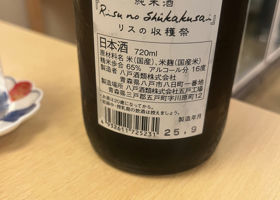 純米酒
Risu no Shūkakusai
リスの収穫祭
日本酒 720ml
原材料名 米(国産)、米麹(国産米)
精米歩合 65% アルコール分 16度
製造者 八戸酒類株式会社
青森県八戸市八日町一番地
製造場 八戸酒類株式会社五戸工場
青森県三戸郡五戸町字川原町12
4 932611 725231
製造年月
25.9